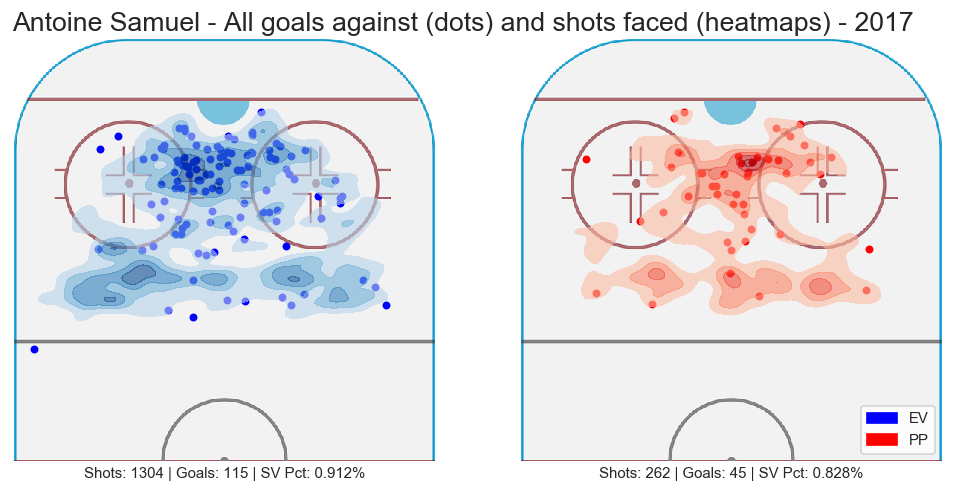 Antoine Samuel - All goals against (dots) and shots faced (heatmaps) - 2017
EV
PP
Shots: 1304 | Goals: 115 | SV Pct: 0.912%
Shots: 262 | Goals: 45 | SV Pct: 0.828%